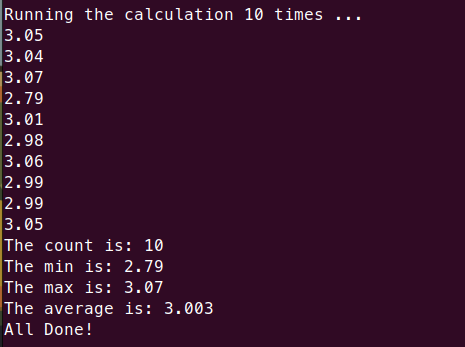 Running the calculation 10 times ...
3.05
3.04
3.07
2.79
3.01
2.98
3.06
2.99
2.99
3.05
The count is: 10
The min is: 2.79
The max is: 3.07
The average is: 3.003
All Done!